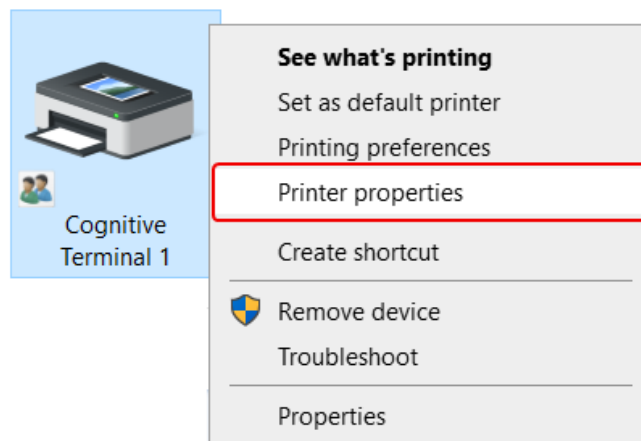 See what's printing
Set as default printer
Printing preferences
Printer properties
Cognitive
Terminal 1
Create shortcut
Remove device
Troubleshoot
Properties